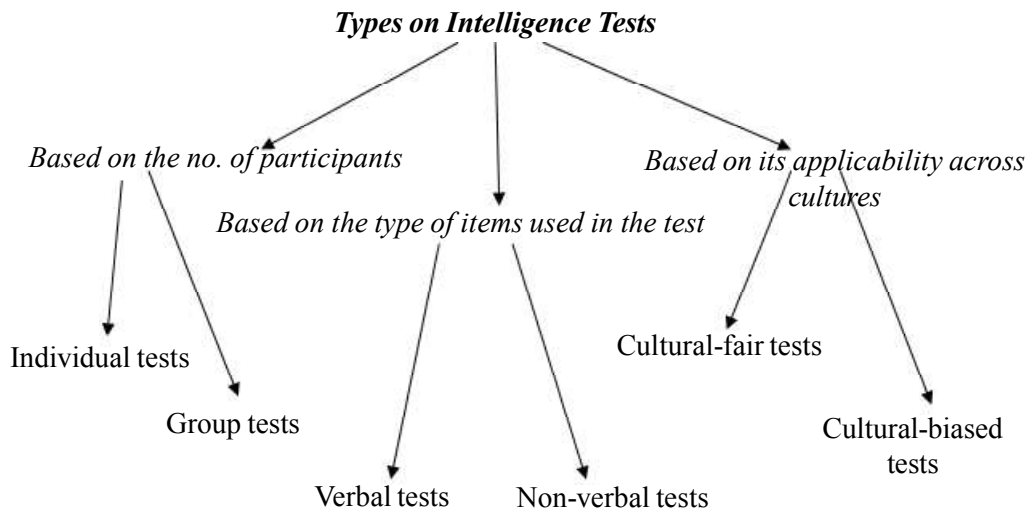 Types on Intelligence Tests
Based on the no. of participants
Based on its applicability across
cultures
Based on the type of items used in the test
Individual tests
Group tests
Verbal tests
Non-verbal tests
Cultural-fair tests
Cultural-biased
tests